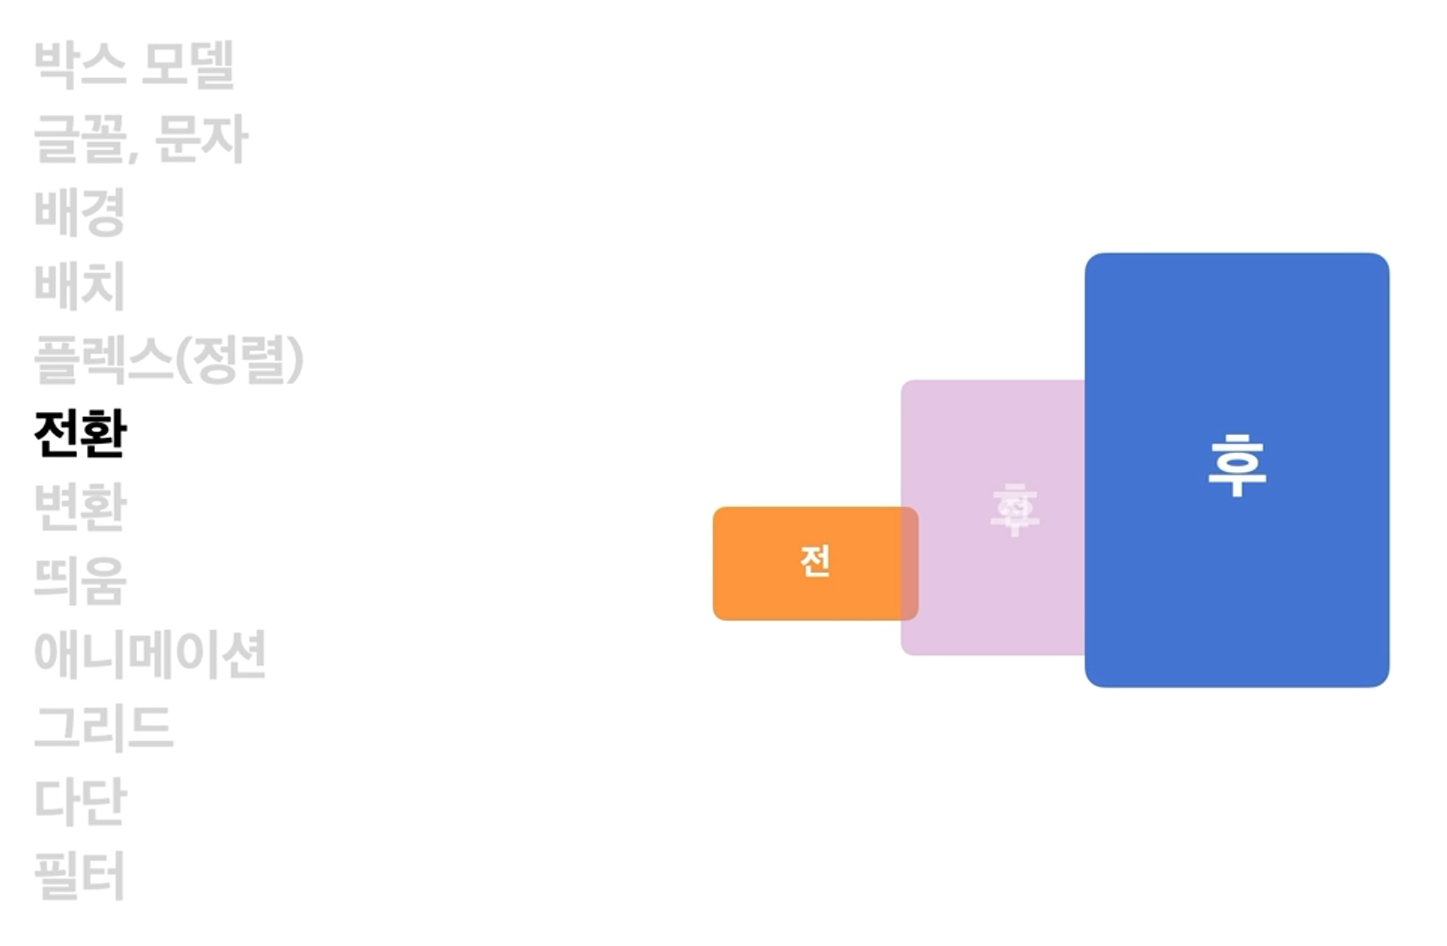 박스 모델
글꼴, 문자
배경
배치
플렉스(정렬)
전환
변환
띄움
애니메이션
그리드
다단
필터
전
후